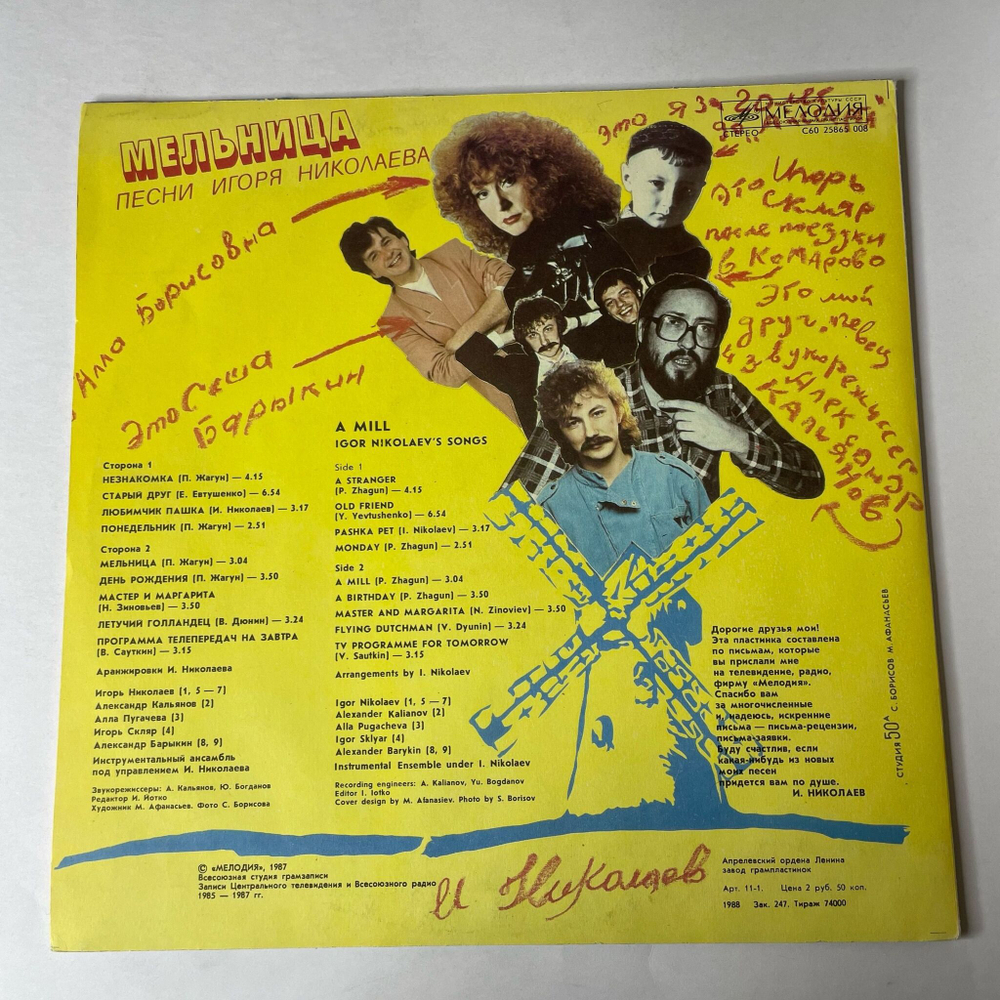 МЕЛЬНИЦА
ПЕСНИ ИГОРЯ НИКОЛАЕВА
СТЕРЕО
МЕЛОДИЯ
С60 25865 008
это я
Это Игорь
Скляр
после поездки
в Комарово
Это мой
друг, певец
и звукорежиссер
Александр
Кальянов
Алла Борисовна
Это Саша
Барыкин
A MILL
IGOR NIKOLAEV'S SONGS
Сторона 1
НЕЗНАКОМКА (П. Жагун) — 4.15
СТАРЫЙ ДРУГ (Е. Евтушенко) — 6.54
ЛЮБИМЧИК ПАШКА (И. Николаев) — 3.17
ПОНЕДЕЛЬНИК (П. Жагун) — 2.51
Сторона 2
МЕЛЬНИЦА (П. Жагун) — 3.04
ДЕНЬ РОЖДЕНИЯ (П. Жагун) — 3.50
МАСТЕР И МАРГАРИТА
(Н. Зиновьев) — 3.50
ЛЕТУЧИЙ ГОЛЛАНДЕЦ (В. Дюнин) — 3.24
ПРОГРАММА ТЕЛЕПЕРЕДАЧ НА ЗАВТРА
(В. Сауткин) — 3.15
Аранжировки И. Николаева
Игорь Николаев (1, 5 — 7)
Александр Кальянов (2)
Алла Пугачева (3)
Игорь Скляр (4)
Александр Барыкин (8, 9)
Инструментальный ансамбль
под управлением И. Николаева
Звукорежиссеры: А. Кальянов, Ю. Богданов
Редактор И. Йотко
Художник М. Афанасьев. Фото С. Борисова
Side 1
A STRANGER
(P. Zhagun) — 4.15
OLD FRIEND
(Y. Yevtushenko) — 6.54
PASHKA PET (I. Nikolaev) — 3.17
MONDAY (P. Zhagun) — 2.51
Side 2
A MILL (P. Zhagun) — 3.04
A BIRTHDAY (P. Zhagun) — 3.50
MASTER AND MARGARITA (N. Zinoviev) — 3.50
FLYING DUTCHMAN (V. Dyunin) — 3.24
TV PROGRAMME FOR TOMORROW
(V. Sautkin) — 3.15
Arrangements by I. Nikolaev
Igor Nikolaev (1, 5 — 7)
Alexander Kalianov (2)
Alla Pugacheva (3)
Igor Sklyar (4)
Alexander Barykin (8, 9)
Instrumental Ensemble under I. Nikolaev
Recording engineers: A. Kalianov, Yu. Bogdanov
Editor I. Iotko
Cover design by M. Afanasiev. Photo by S. Borisov
Дорогие друзья мои!
Эта пластинка составлена
по письмам, которые
вы прислали мне
на телевидение, радио,
фирму «Мелодия».
Спасибо вам
за многочисленные
и, надеюсь, искренние
письма — письма-рецензии,
письма-заявки.
Буду счастлив, если
какая-нибудь из новых
моих песен
придется вам по душе.
И. НИКОЛАЕВ
СТУДИЯ 50А С. БОРИСОВ М. АФАНАСЬЕВ
© «МЕЛОДИЯ», 1987
Всесоюзная студия грамзаписи
Записи Центрального телевидения и Всесоюзного радио
1985 — 1987 гг.
И Николаев
Апрелевский ордена Ленина
завод грампластинок
Арт. 11-1. Цена 2 руб. 50 коп.
1988 Зак. 247. Тираж 74000